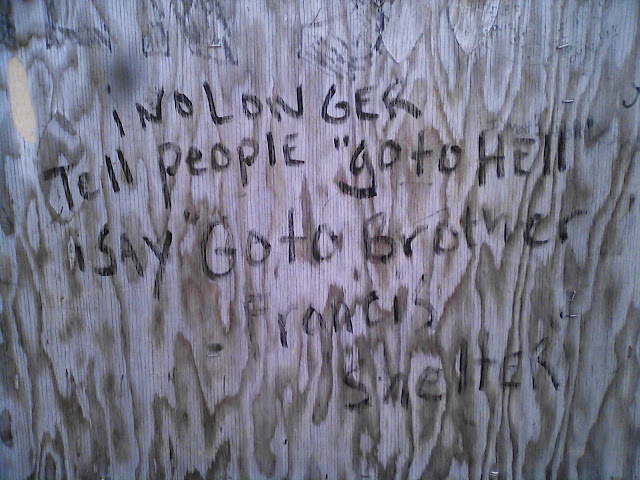 i NO LONGER
Tell people "go to HEll"
i SAY "Go to Brother
Francis
Shelter